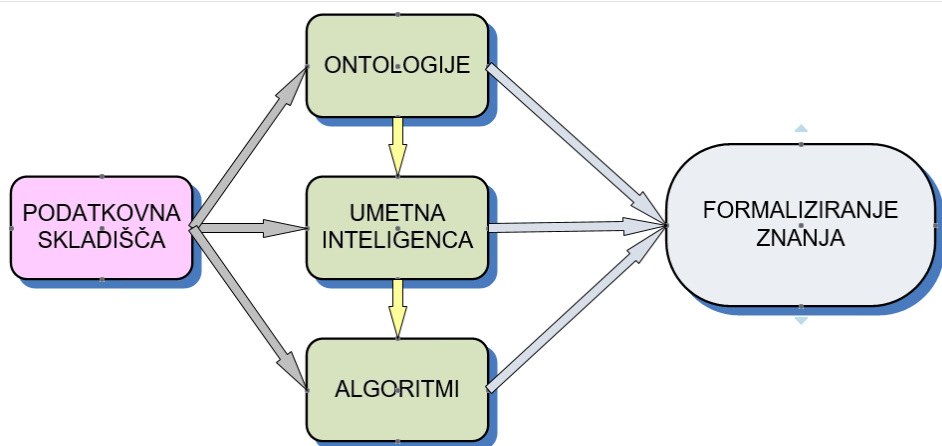 ONTOLOGIJE
PODATKOVNA
SKLADIŠČA
UMETNA
INTELIGENCA
FORMALIZIRANJE
ZNANJA
ALGORITMI